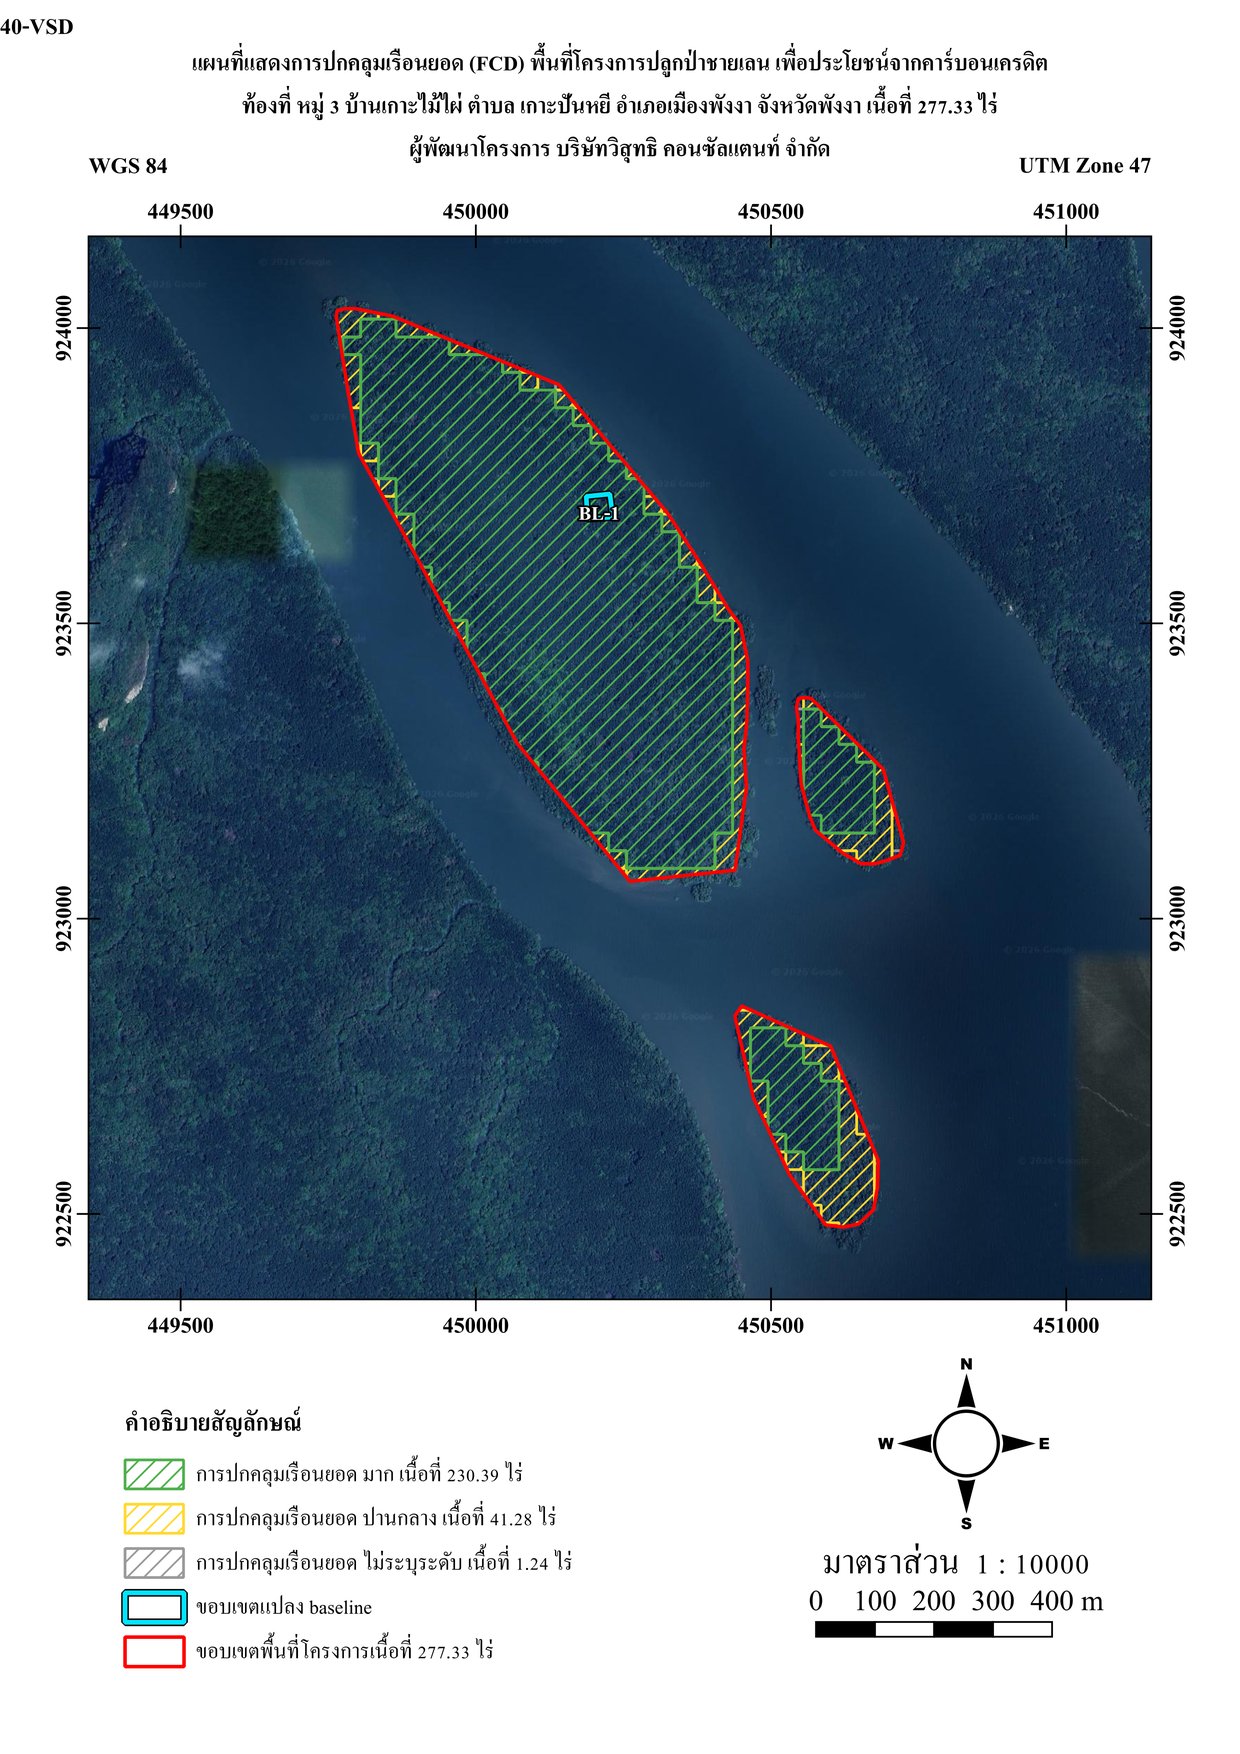 40-VSD
แผนที่แสดงการปกคลุมเรือนยอด (FCD) พื้นที่โครงการปลูกป่าชายเลน เพื่อประโยชน์จากคาร์บอนเครดิต
ท้องที่ หมู่ 3 บ้านเกาะไม้ไผ่ ตำบล เกาะปันหยี อำเภอเมืองพังงา จังหวัดพังงา เนื้อที่ 277.33 ไร่
ผู้พัฒนาโครงการ บริษัทวิสุทธิ คอนซัลแตนท์ จำกัด
WGS 84 UTM Zone 47
449500 450000 450500 451000
924000 924000
BL-1
923500 923500
923000 923000
922500 922500
449500 450000 450500 451000
N
W E
S
คำอธิบายสัญลักษณ์
การปกคลุมเรือนยอด มาก เนื้อที่ 230.39 ไร่
การปกคลุมเรือนยอด ปานกลาง เนื้อที่ 41.28 ไร่
การปกคลุมเรือนยอด ไม่ระบุระดับ เนื้อที่ 1.24 ไร่
ขอบเขตแปลง baseline
ขอบเขตพื้นที่โครงการเนื้อที่ 277.33 ไร่
มาตราส่วน 1 : 10000
0 100 200 300 400 m